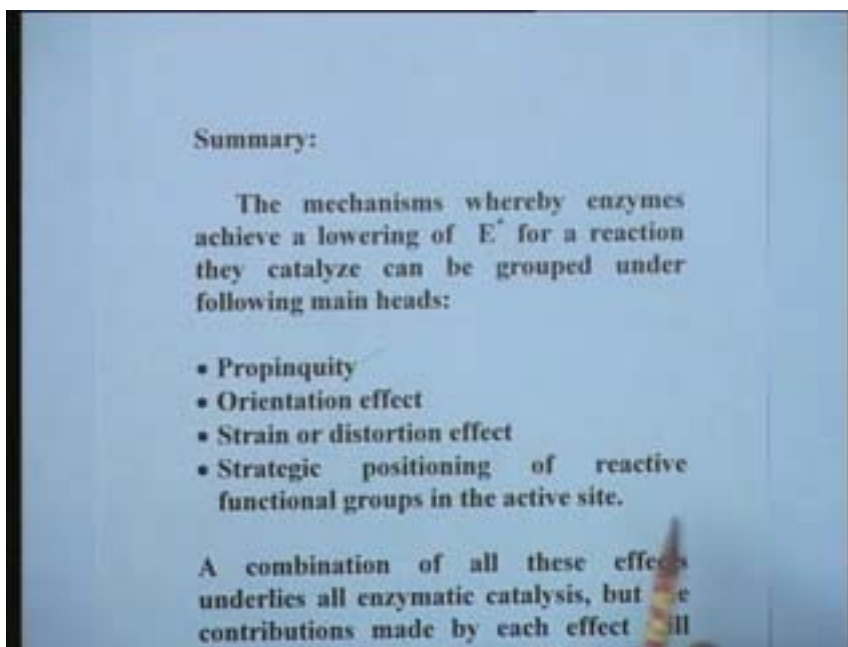 Summary:
The mechanisms whereby enzymes
achieve a lowering of E* for a reaction
they catalyze can be grouped under
following main heads:
• Propinquity
• Orientation effect
• Strain or distortion effect
• Strategic positioning of reactive
functional groups in the active site.
A combination of all these effects
underlies all enzymatic catalysis, but
contributions made by each effect